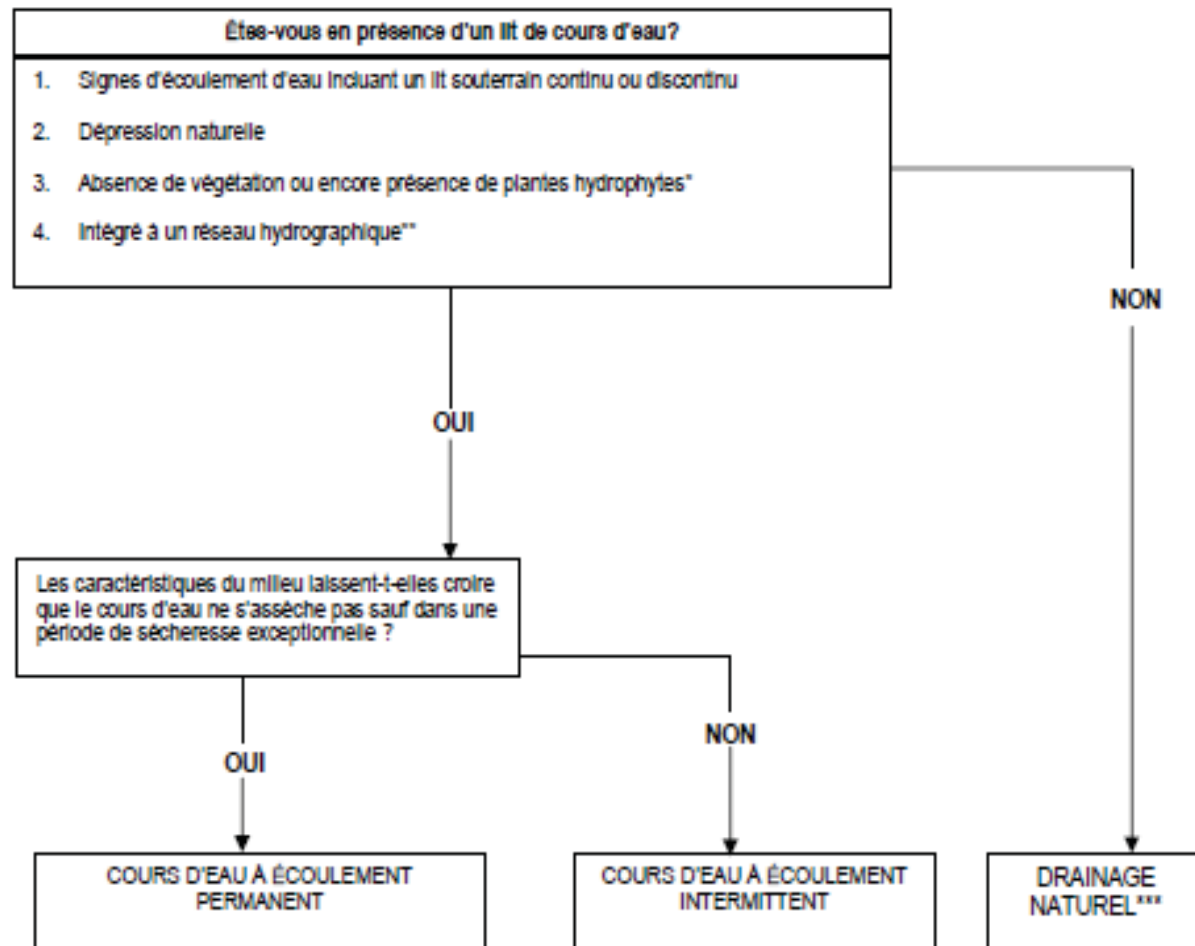 Êtes-vous en présence d'un lit de cours d'eau?
1. Signes d'écoulement d'eau incluant un lit souterrain continu ou discontinu
2. Dépression naturelle
3. Absence de végétation ou encore présence de plantes hydrophytes*
4. Intégré à un réseau hydrographique**
NON
OUI
Les caractéristiques du milieu laissent-t-elles croire
que le cours d'eau ne s'assèche pas sauf dans une
période de sécheresse exceptionnelle ?
NON
OUI
COURS D'EAU À ÉCOULEMENT
PERMANENT
COURS D'EAU À ÉCOULEMENT
INTERMITTENT
DRAINAGE
NATUREL***